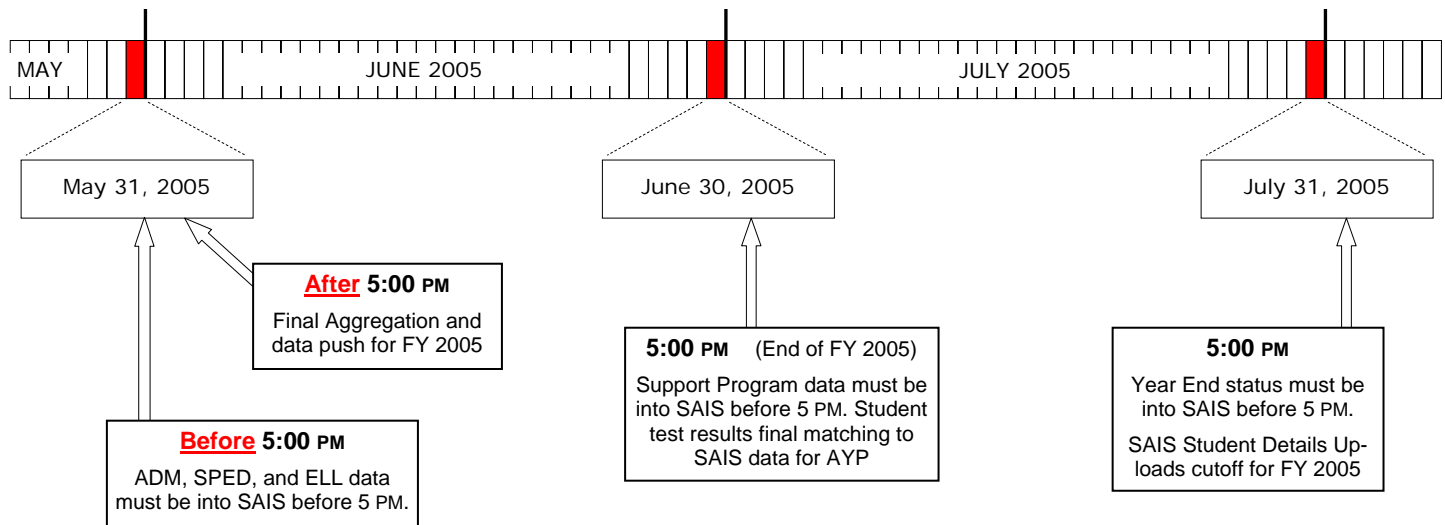 MAY
JUNE 2005
JULY 2005
May 31, 2005
June 30, 2005
July 31, 2005
After 5:00 PM
Final Aggregation and
data push for FY 2005
Before 5:00 PM
ADM, SPED, and ELL data
must be into SAIS before 5 PM.
5:00 PM (End of FY 2005)
Support Program data must be
into SAIS before 5 PM. Student
test results final matching to
SAIS data for AYP
5:00 PM
Year End status must be
into SAIS before 5 PM.
SAIS Student Details Up-
loads cutoff for FY 2005